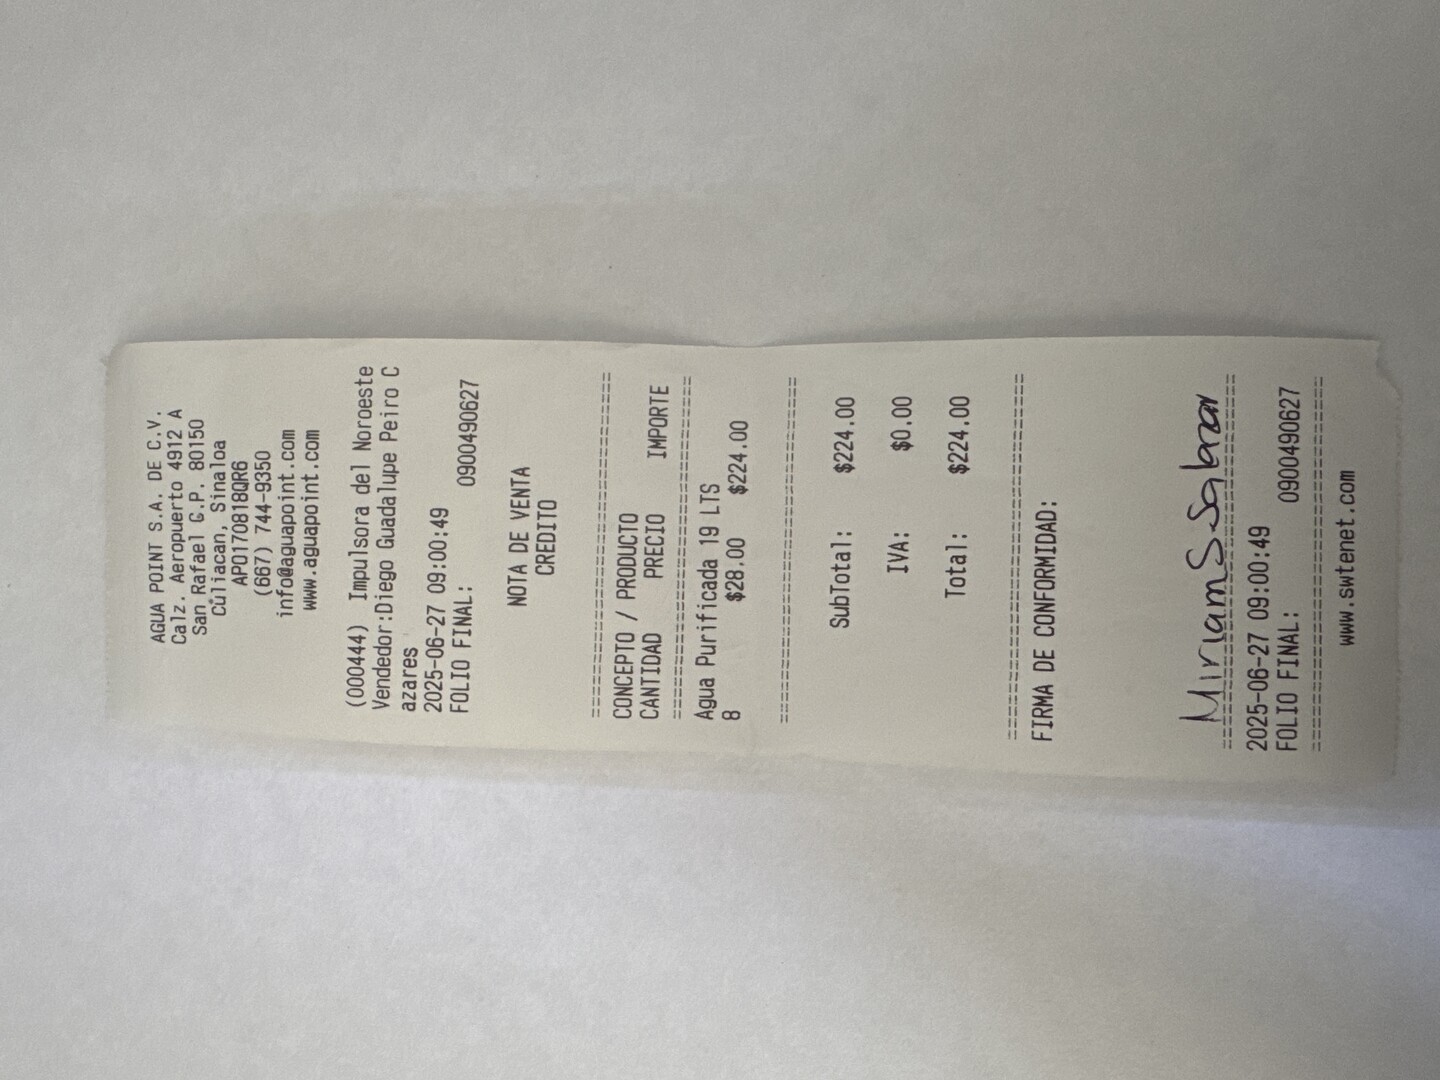 AGUA POINT S.A. DE C.V.
Calz. Aeropuerto 4912 A
San Rafael C.P. 80150
Culiacan, Sinaloa
APO170818QR6
(667) 744-9350
info@aguapoint.com
www.aguapoint.com
(000444) Impulsora del Noroeste
Vendedor:Diego Guadalupe Peiro C
azares
2025-06-27 09:00:49
FOLIO FINAL: 0900490627
NOTA DE VENTA
CREDITO
================================
CONCEPTO / PRODUCTO
CANTIDAD PRECIO IMPORTE
================================
Agua Purificada 19 LTS
8 $28.00 $224.00
================================
SubTotal: $224.00
IVA: $0.00
Total: $224.00
================================
FIRMA DE CONFORMIDAD:
Miriam Salazar
================================
2025-06-27 09:00:49
FOLIO FINAL: 0900490627
================================
www.swtenet.com